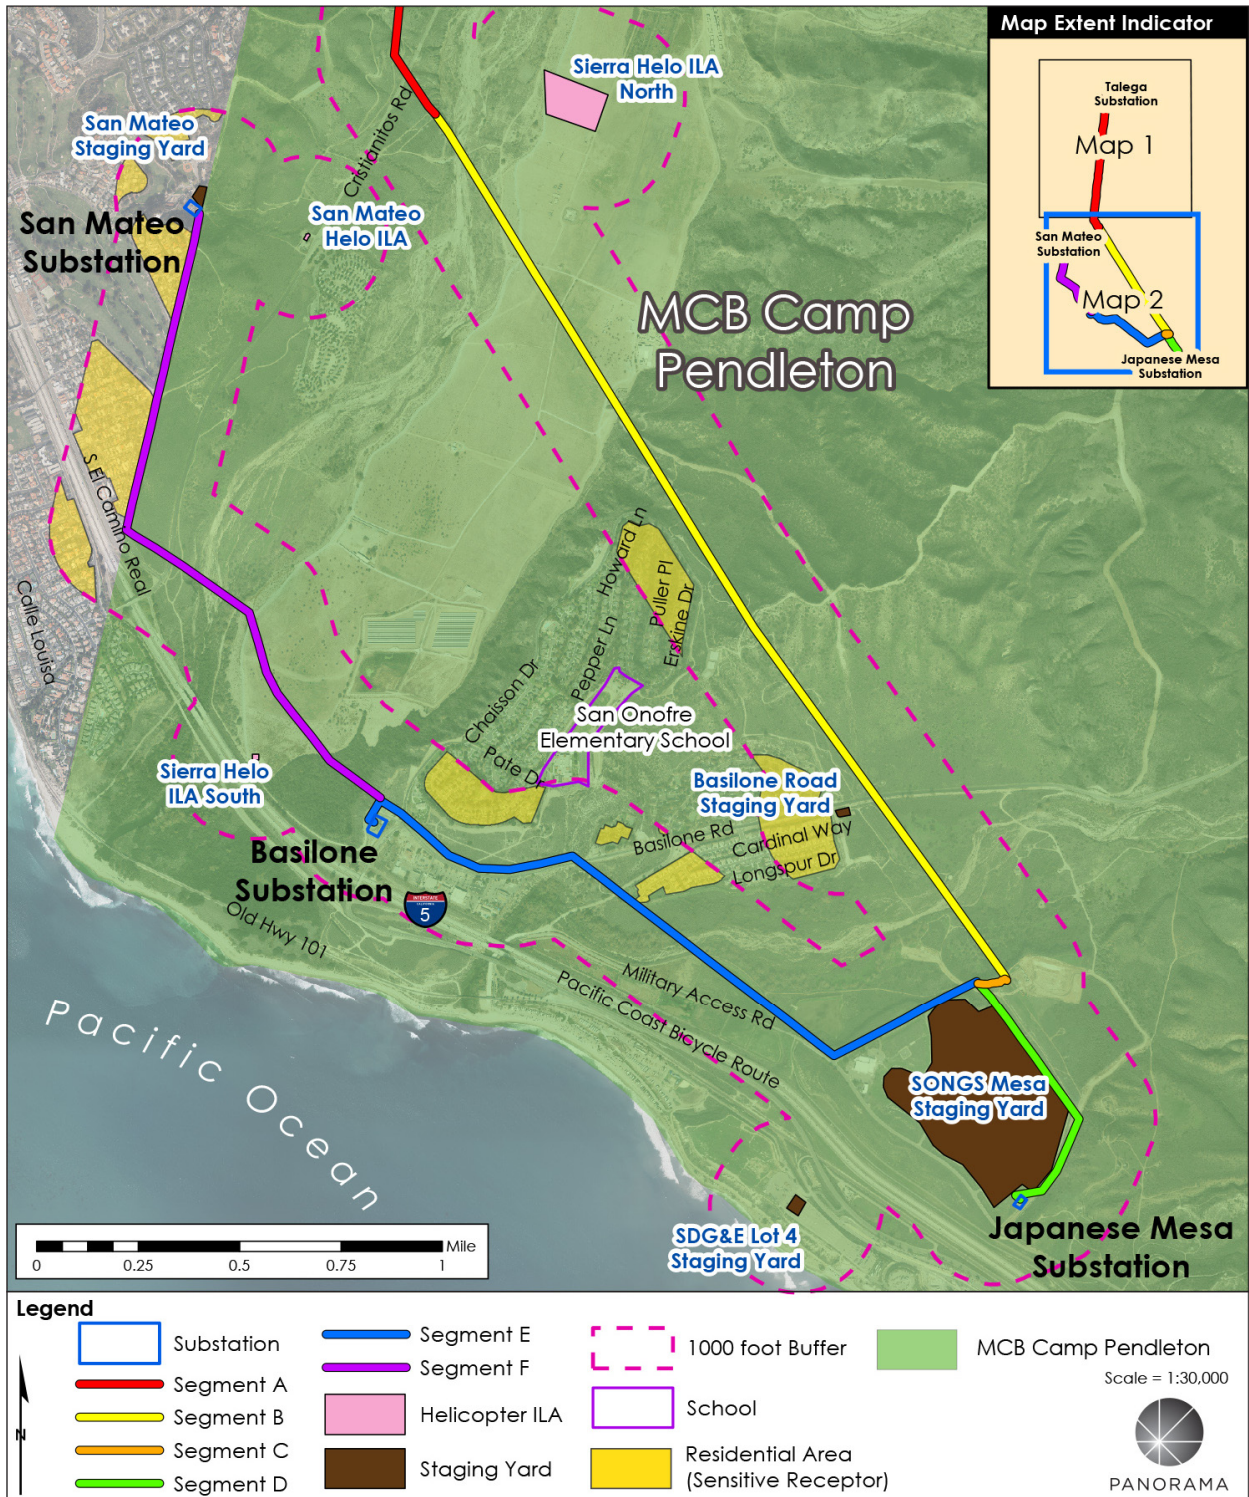 Map Extent Indicator
Talega
Substation
Map 1
San Mateo
Substation
Map 2
Japanese Mesa
Substation
Sierra Helo ILA
North
Cristianitos Rd
San Mateo
Staging Yard
San Mateo
Substation
San Mateo
Helo ILA
MCB Camp
Pendleton
S El Camino Real
Calle Louisa
Howard Ln
Puller Pl
Erskine Dr
Pepper Ln
Chaisson Dr
San Onofre
Elementary School
Pate Dr
Sierra Helo
ILA South
Basilone Road
Staging Yard
Basilone Rd
Cardinal Way
Longspur Dr
Basilone
Substation
INTERSTATE
CALIFORNIA
5
Old Hwy 101
Military Access Rd
Pacific Coast Bicycle Route
Pacific Ocean
SONGS Mesa
Staging Yard
SDG&E Lot 4
Staging Yard
Japanese Mesa
Substation
Mile
0 0.25 0.5 0.75 1
Legend
Substation
Segment A
Segment B
Segment C
Segment D
Segment E
Segment F
Helicopter ILA
Staging Yard
1000 foot Buffer
School
Residential Area
(Sensitive Receptor)
MCB Camp Pendleton
Scale = 1:30,000
N
PANORAMA